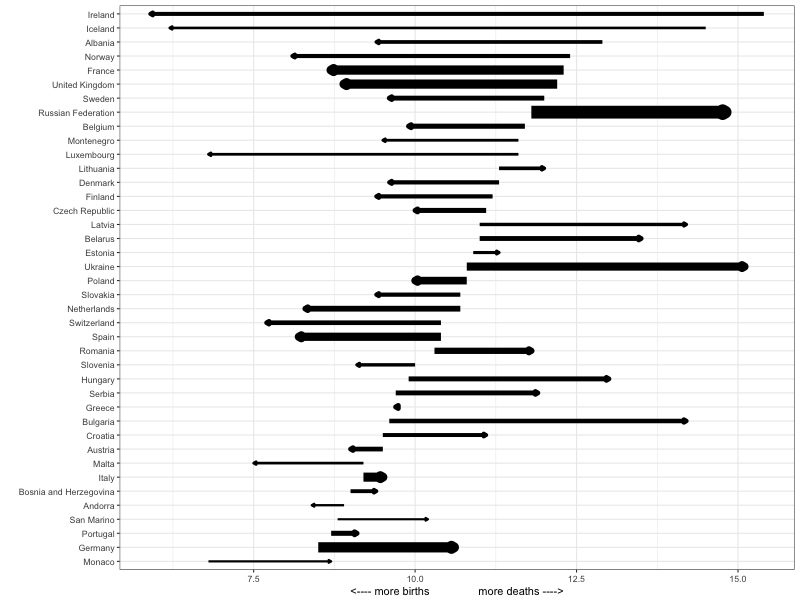 Ireland
Iceland
Albania
Norway
France
United Kingdom
Sweden
Russian Federation
Belgium
Montenegro
Luxembourg
Lithuania
Denmark
Finland
Czech Republic
Latvia
Belarus
Estonia
Ukraine
Poland
Slovakia
Netherlands
Switzerland
Spain
Romania
Slovenia
Hungary
Serbia
Greece
Bulgaria
Croatia
Austria
Malta
Italy
Bosnia and Herzegovina
Andorra
San Marino
Portugal
Germany
Monaco
7.5 10.0 12.5 15.0
<---- more births more deaths ---->